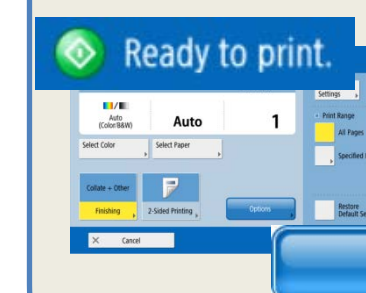 Ready to print.
Settings
Auto
(Color/B&W)
Auto
1
Print Range
All Pages
Select Color
Select Paper
Specified
Collate + Other
Finishing
2-Sided Printing
Options
Restore
Default
Cancel